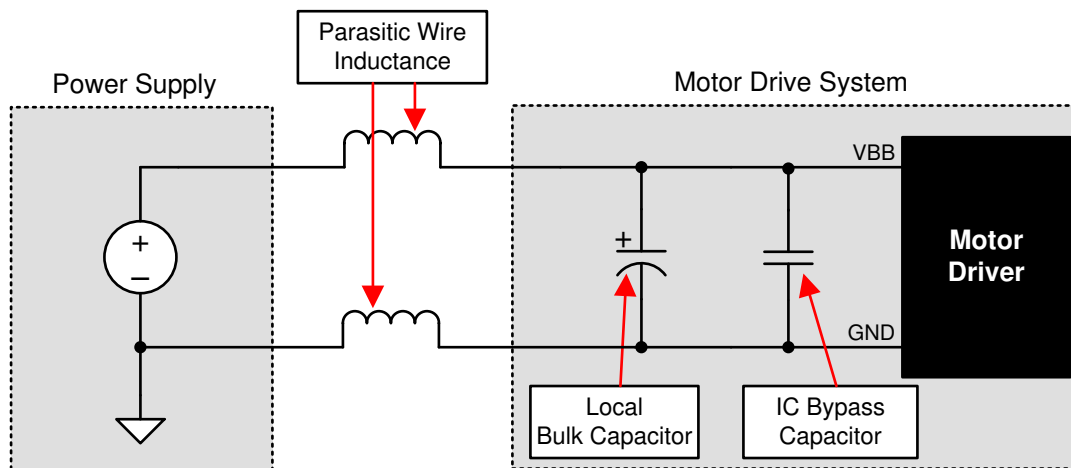 Parasitic Wire
Inductance
Power Supply
Motor Drive System
VBB
+
+
−
Motor
Driver
GND
Local
Bulk Capacitor
IC Bypass
Capacitor